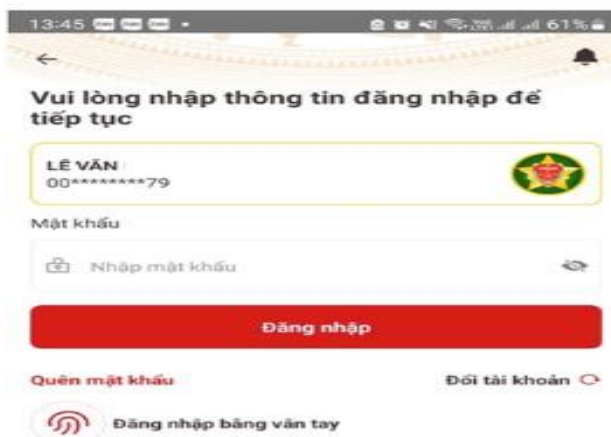 13:45 61%
Vui lòng nhập thông tin đăng nhập để
tiếp tục
LÊ VĂN
00********79
Mật khẩu
Nhập mật khẩu
Đăng nhập
Quên mật khẩu Đổi tài khoản
Đăng nhập bằng vân tay